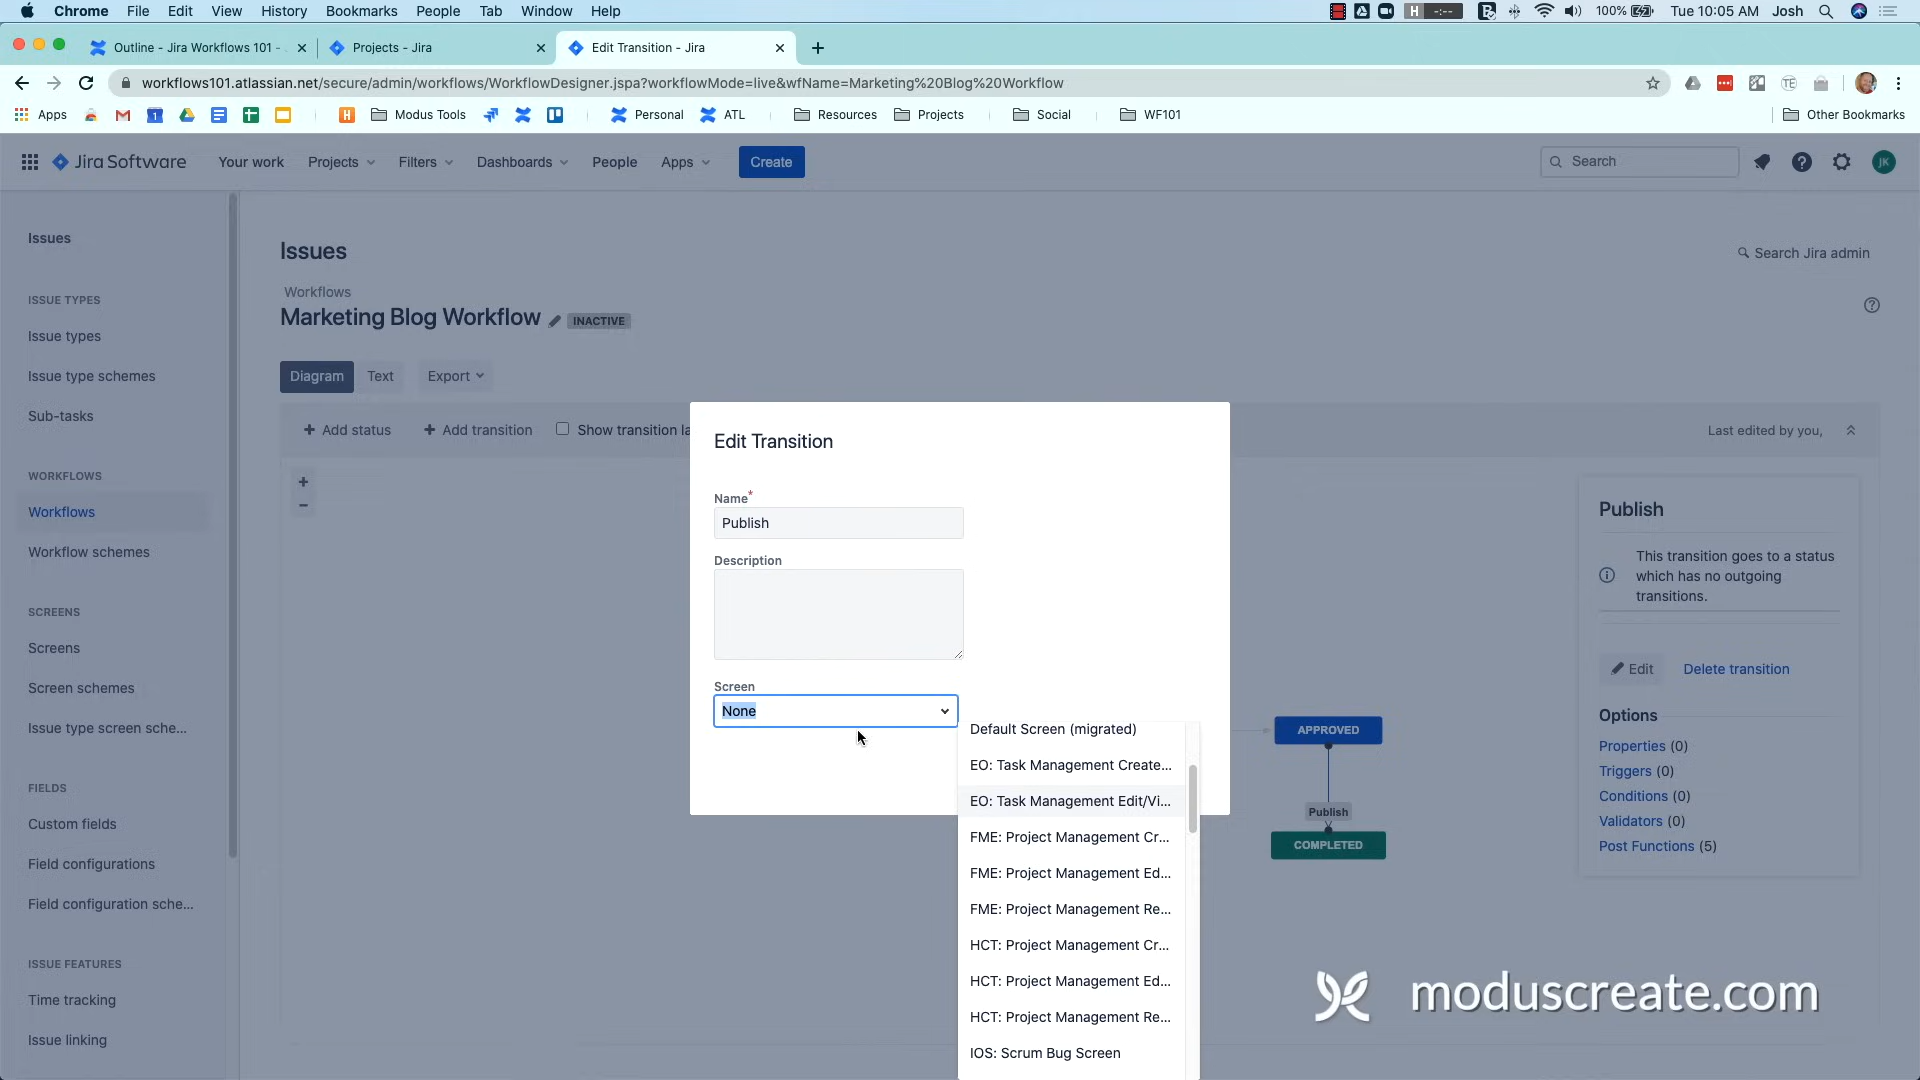 Chrome File Edit View History Bookmarks People Tab Window Help
H -:-- 100% Tue 10:05 AM Josh
Outline - Jira Workflows 101 -
Projects - Jira
Edit Transition - Jira
workflows101.atlassian.net/secure/admin/workflows/WorkflowDesigner.jspa?workflowMode=live&wfName=Marketing%20Blog%20Workflow
TE
Apps
1
H
Modus Tools
Personal
ATL
Resources
Projects
Social
WF101
Other Bookmarks
Jira Software
Your work
Projects
Filters
Dashboards
People
Apps
Create
Search
JK
Issues
ISSUE TYPES
Issue types
Issue type schemes
Sub-tasks
WORKFLOWS
Workflows
Workflow schemes
SCREENS
Screens
Screen schemes
Issue type screen sche...
FIELDS
Custom fields
Field configurations
Field configuration sche...
ISSUE FEATURES
Time tracking
Issue linking
Issues
Search Jira admin
Workflows
Marketing Blog Workflow
INACTIVE
Diagram
Text
Export
+ Add status
+ Add transition
Show transition la
Last edited by you,
+
−
Edit Transition
Name*
Publish
Description
Screen
None
Default Screen (migrated)
EO: Task Management Create...
EO: Task Management Edit/Vi...
FME: Project Management Cr...
FME: Project Management Ed...
FME: Project Management Re...
HCT: Project Management Cr...
HCT: Project Management Ed...
HCT: Project Management Re...
IOS: Scrum Bug Screen
APPROVED
Publish
COMPLETED
Publish
This transition goes to a status
which has no outgoing
transitions.
Edit
Delete transition
Options
Properties (0)
Triggers (0)
Conditions (0)
Validators (0)
Post Functions (5)
moduscreate.com